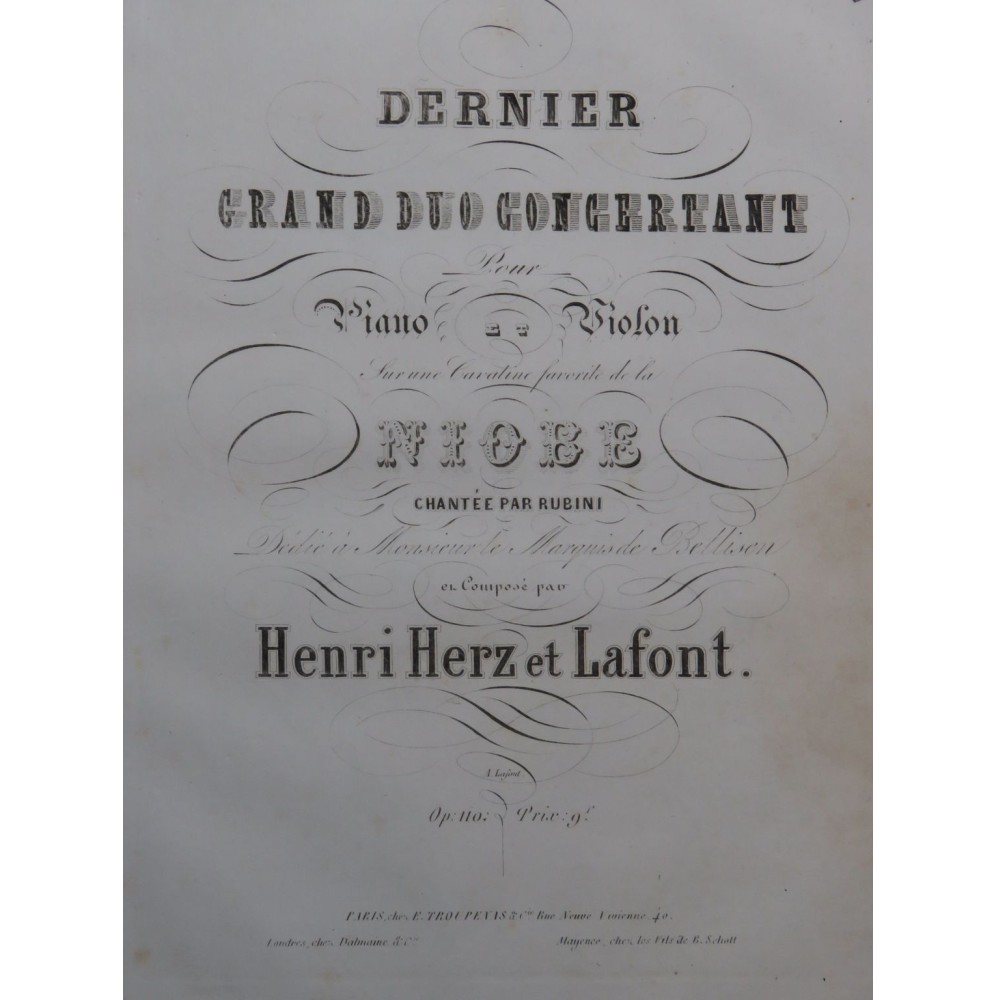 DERNIER
GRAND DUO CONCERTANT
Pour
Piano ET Violon
Sur une Cavatine favorite de la
NIOBE
CHANTÉE PAR RUBINI
Dédié à Monsieur le Marquis de Bellisen
et Composé par
Henri Herz et Lafont.
A Lafont
Op: 110. Prix: 9f.
PARIS, chez E. TROUPENAS & Cie Rue Neuve Vivienne 40.
Londres, chez Dalmaine & Co. Mayence, chez les Fils de B. Schott